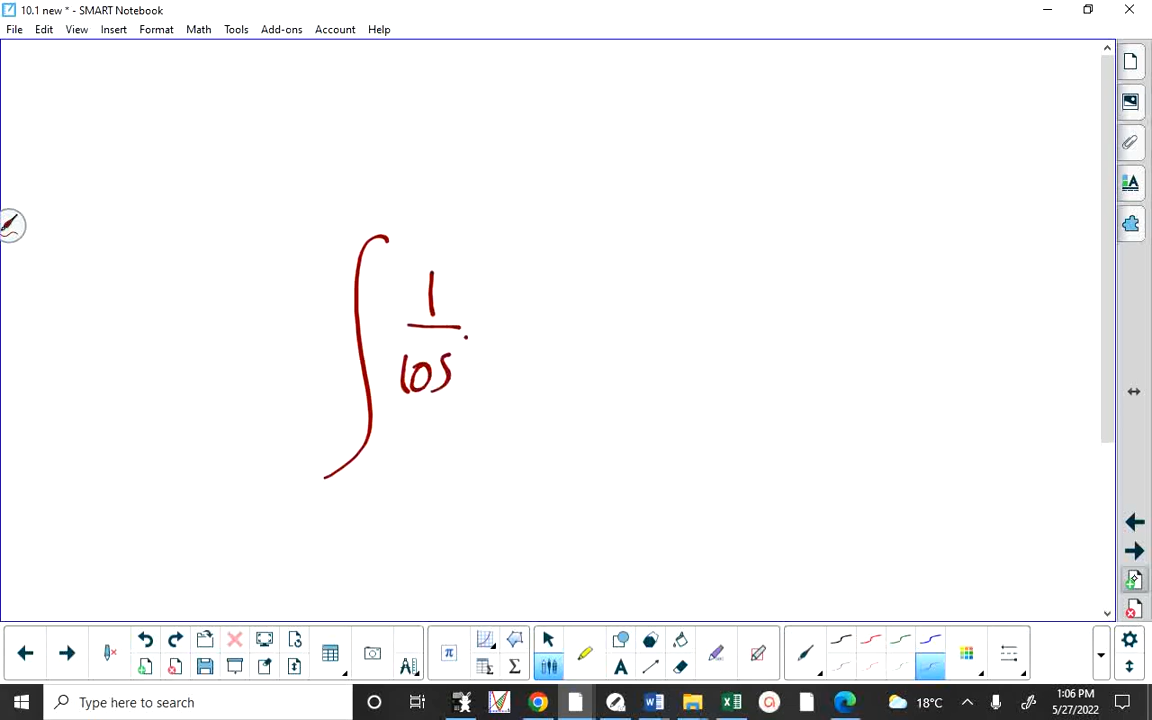 10.1 new * - SMART Notebook
File Edit View Insert Format Math Tools Add-ons Account Help
∫ 1/cos
Type here to search
18°C
1:06 PM
5/27/2022